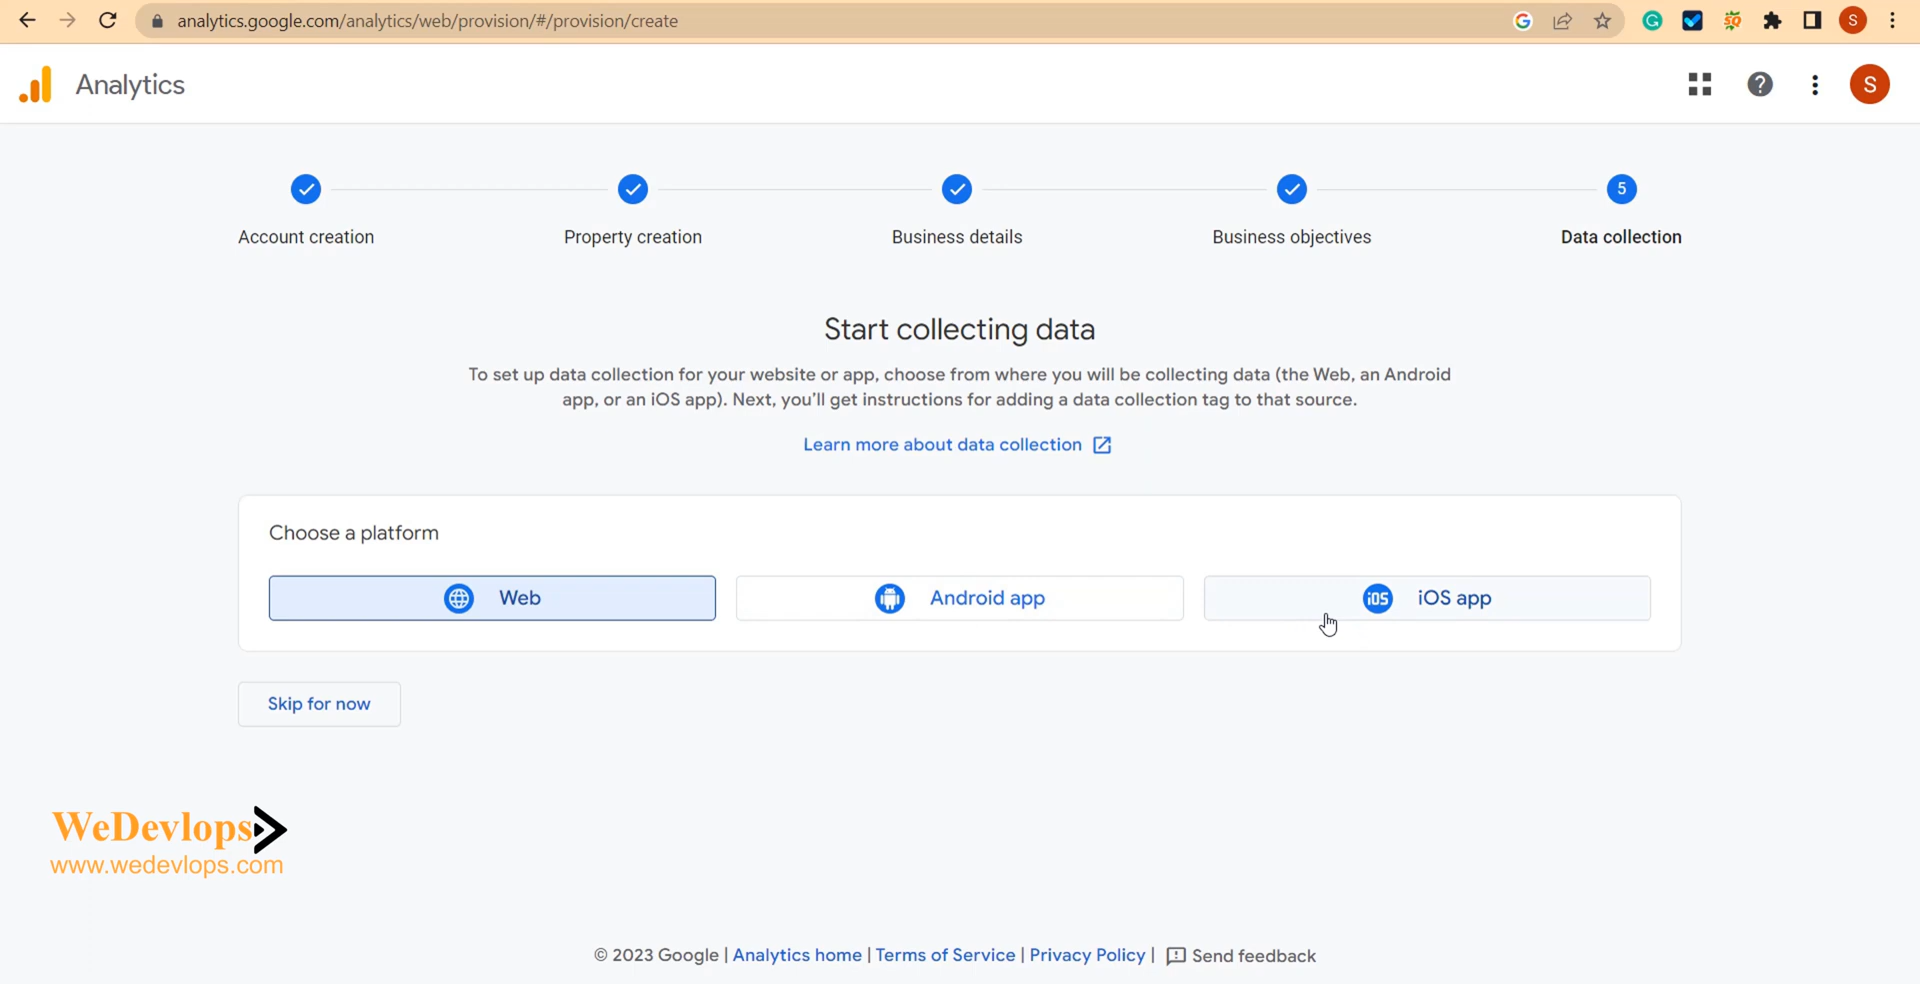 analytics.google.com/analytics/web/provision/#/provision/create
S
Analytics
S
5
Account creation
Property creation
Business details
Business objectives
Data collection
Start collecting data
To set up data collection for your website or app, choose from where you will be collecting data (the Web, an Android
app, or an iOS app). Next, you’ll get instructions for adding a data collection tag to that source.
Learn more about data collection
Choose a platform
Web
Android app
iOS iOS app
Skip for now
WeDevlops
www.wedevlops.com
© 2023 Google | Analytics home | Terms of Service | Privacy Policy | Send feedback